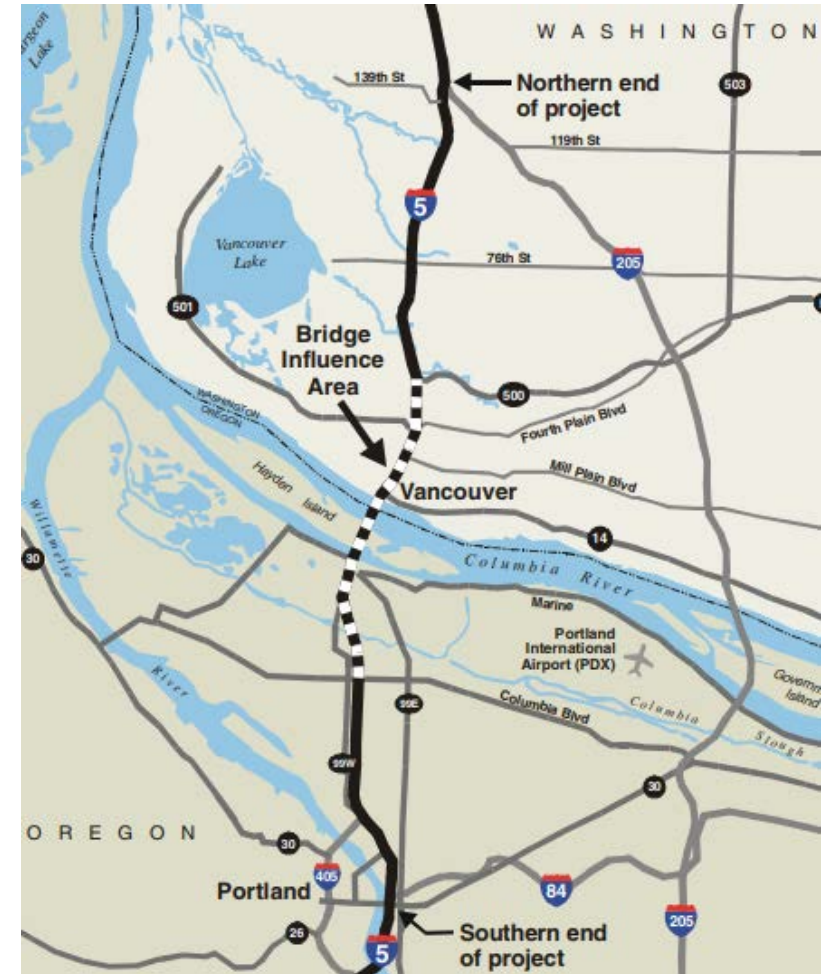 WASHINGTON
139th St
Northern end
of project
503
119th St
5
Vancouver
Lake
76th St
205
501
Bridge
Influence
Area
500
WASHINGTON
OREGON
Fourth Plain Blvd
Mill Plain Blvd
Hayden
Island
Vancouver
14
Columbia River
Willamette
30
Marine
Portland
International
Airport (PDX)
Island
River
Columbia Blvd
Columbia
Slough
99E
99W
30
OREGON
30
405
84
Portland
205
26
5
Southern end
of project